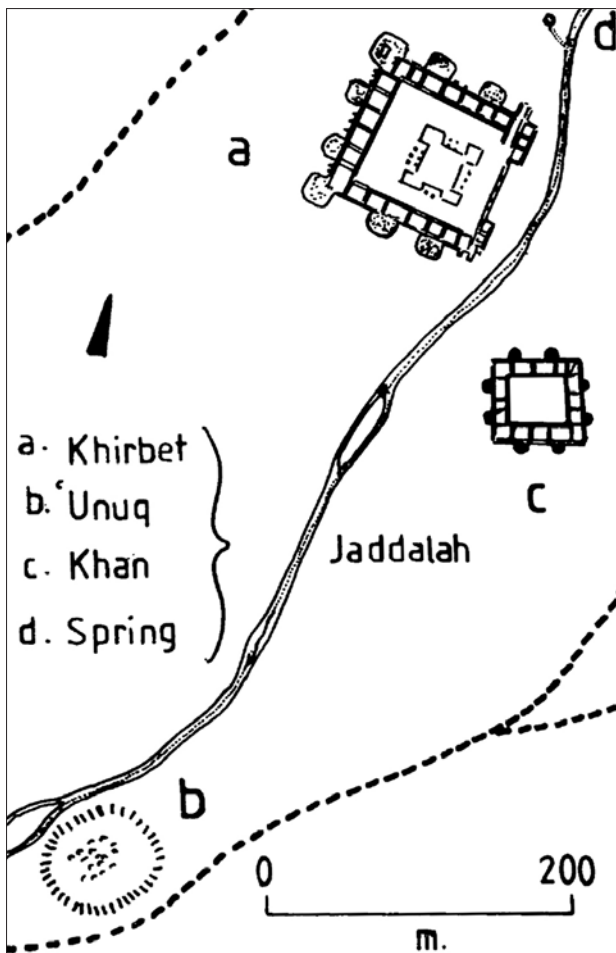 d
a
a. Khirbet
b. ʿUnuq
c. Khan
d. Spring
c
Jaddalah
b
0 200
m.